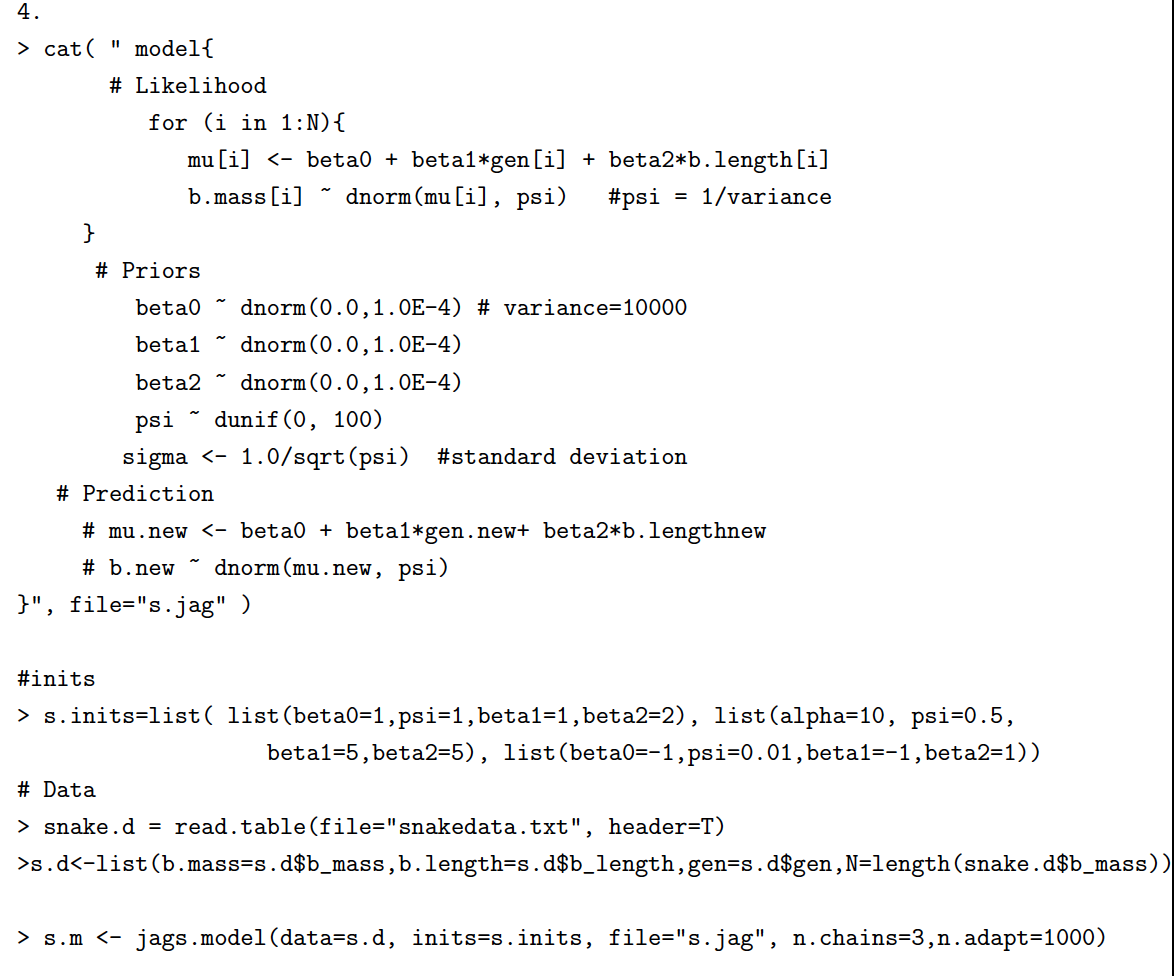 4.
> cat( " model{
# Likelihood
for (i in 1:N){
mu[i] <- beta0 + beta1*gen[i] + beta2*b.length[i]
b.mass[i] ~ dnorm(mu[i], psi) #psi = 1/variance
}
# Priors
beta0 ~ dnorm(0.0,1.0E-4) # variance=10000
beta1 ~ dnorm(0.0,1.0E-4)
beta2 ~ dnorm(0.0,1.0E-4)
psi ~ dunif(0, 100)
sigma <- 1.0/sqrt(psi) #standard deviation
# Prediction
# mu.new <- beta0 + beta1*gen.new+ beta2*b.lengthnew
# b.new ~ dnorm(mu.new, psi)
}", file="s.jag" )
#inits
> s.inits=list( list(beta0=1,psi=1,beta1=1,beta2=2), list(alpha=10, psi=0.5,
beta1=5,beta2=5), list(beta0=-1,psi=0.01,beta1=-1,beta2=1))
# Data
> snake.d = read.table(file="snakedata.txt", header=T)
>s.d<-list(b.mass=s.d$b_mass,b.length=s.d$b_length,gen=s.d$gen,N=length(snake.d$b_mass))
> s.m <- jags.model(data=s.d, inits=s.inits, file="s.jag", n.chains=3,n.adapt=1000)